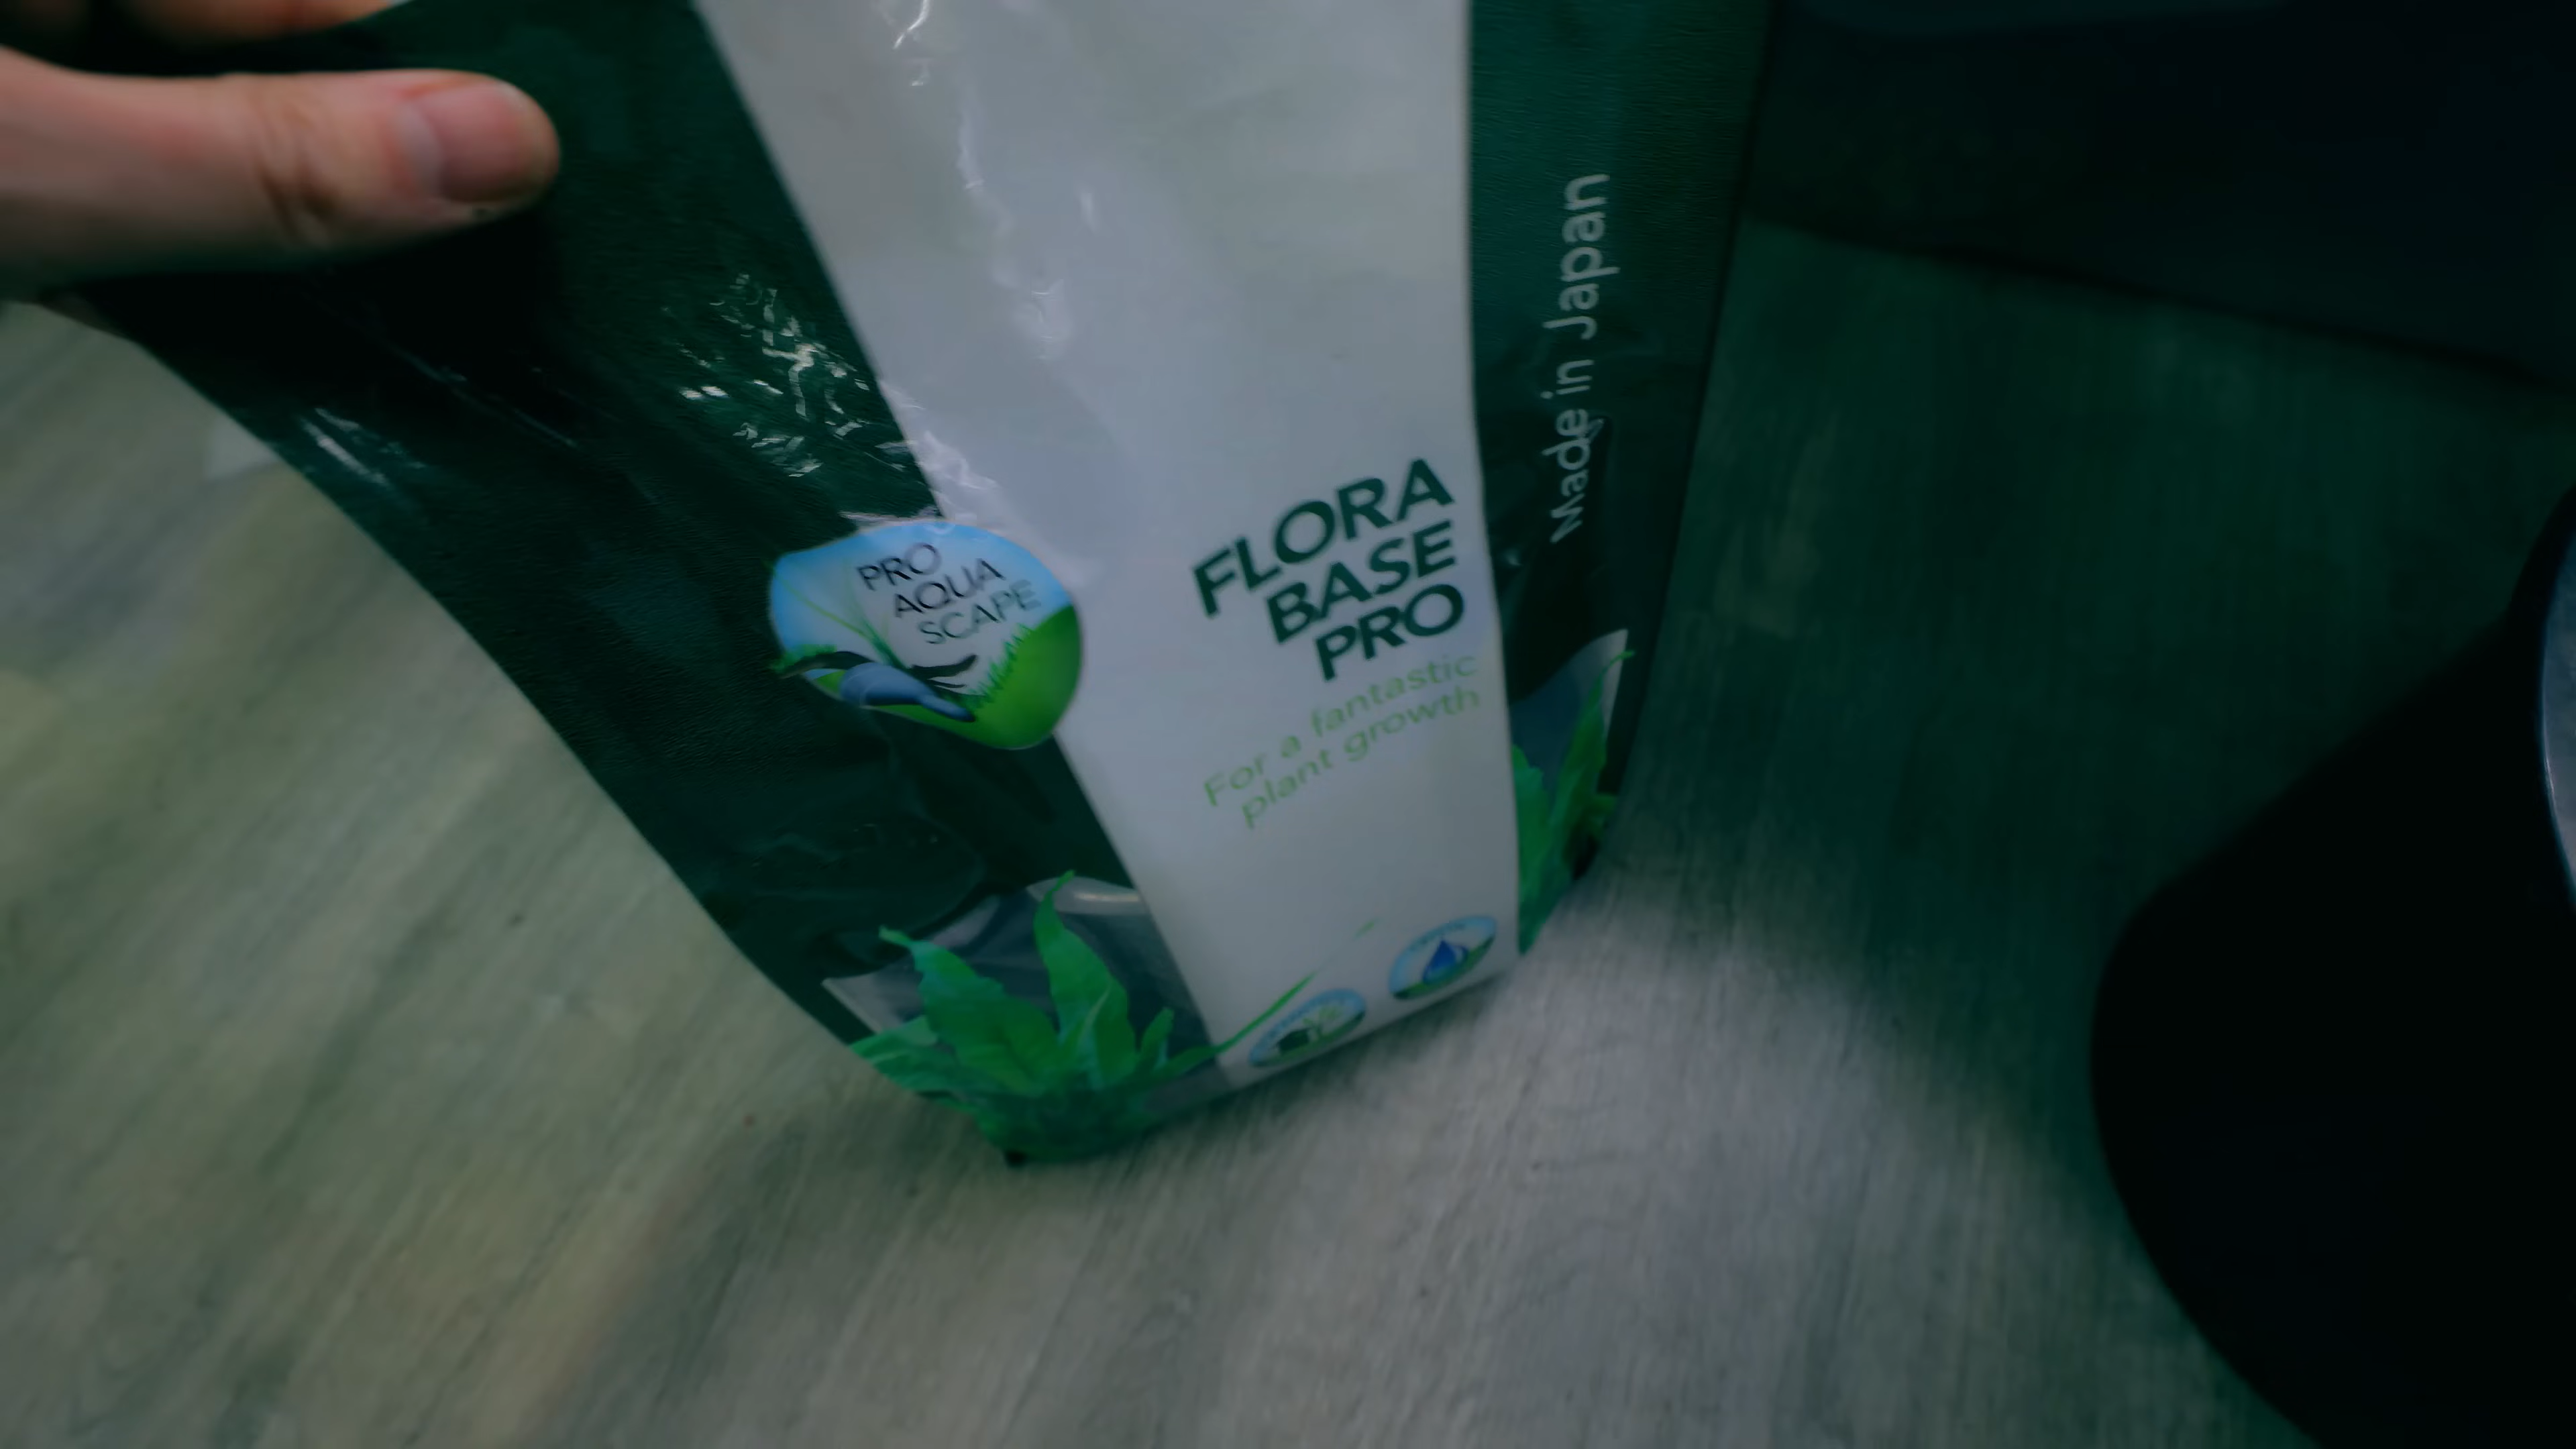 PRO
AQUA
SCAPE
FLORA
BASE
PRO
For a fantastic
plant growth
Made in Japan